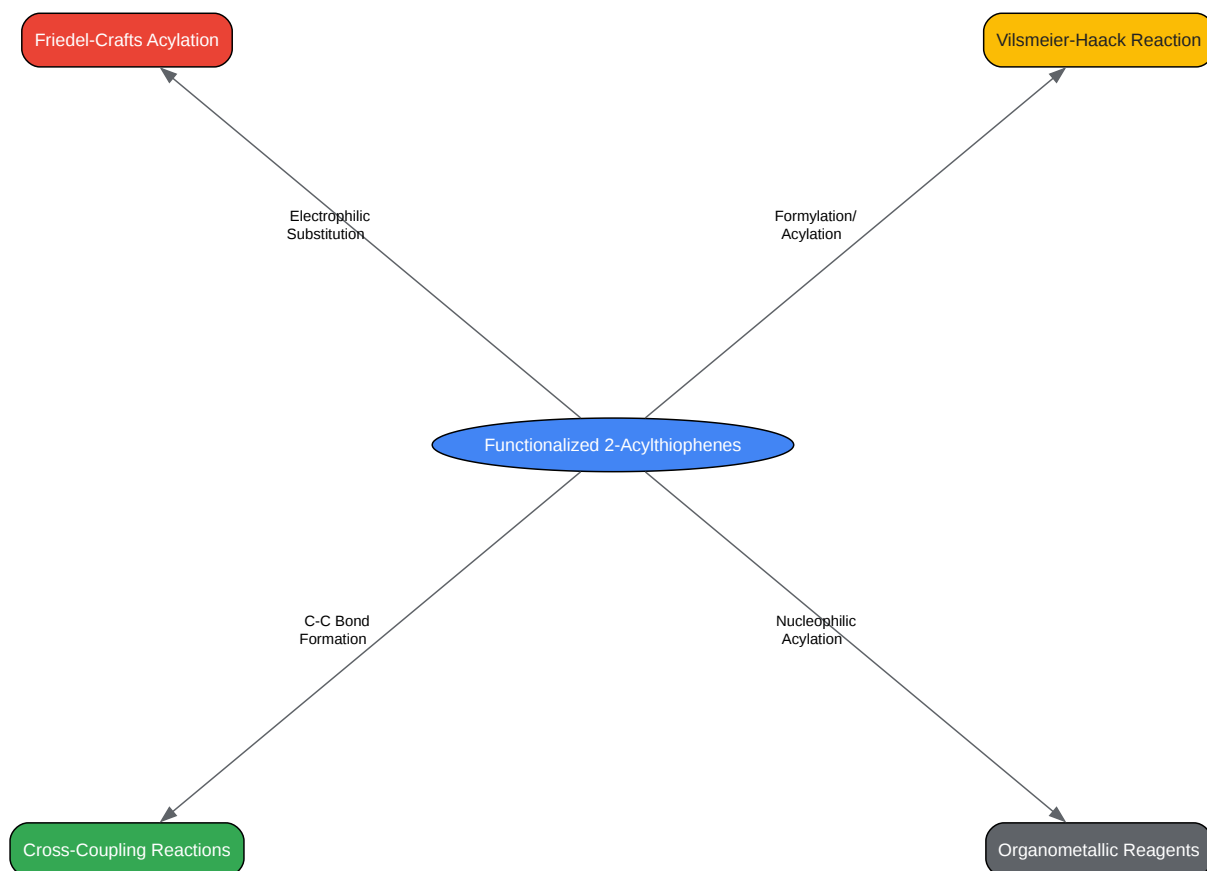 Friedel-Crafts Acylation
Vilsmeier-Haack Reaction
Electrophilic
Substitution
Formylation/
Acylation
Functionalized 2-Acylthiophenes
C-C Bond
Formation
Nucleophilic
Acylation
Cross-Coupling Reactions
Organometallic Reagents